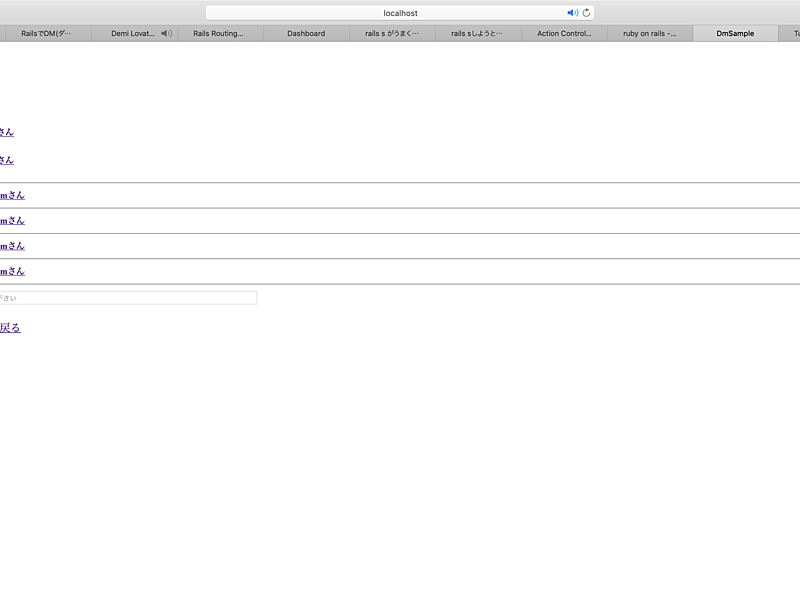 localhost
RailsでDM(ダ… Demi Lovat… Rails Routing… Dashboard rails s がうまく… rails sしようと… Action Control… ruby on rails -… DmSample Tu
さん
さん
mさん
mさん
mさん
mさん
下さい
戻る